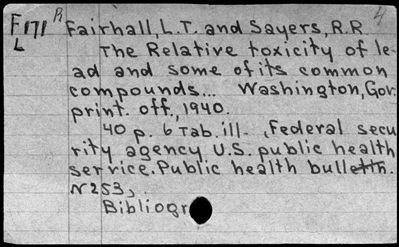 F171 R Fairhall, L.T. and Sayers, R.R
L The Relative toxicity of le-
ad and some of its common
compounds... Washington, Gov.
print. off., 1940.
40 p. 6 Tab. ill. , Federal secu
rity agency U.S. public health
service. Public health bulletin.
N253,
Bibliogr